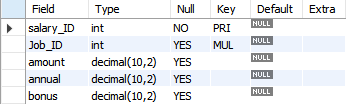 Field Type Null Key Default Extra
salary_ID int NO PRI NULL
Job_ID int YES MUL NULL
amount decimal(10,2) YES NULL
annual decimal(10,2) YES NULL
bonus decimal(10,2) YES NULL